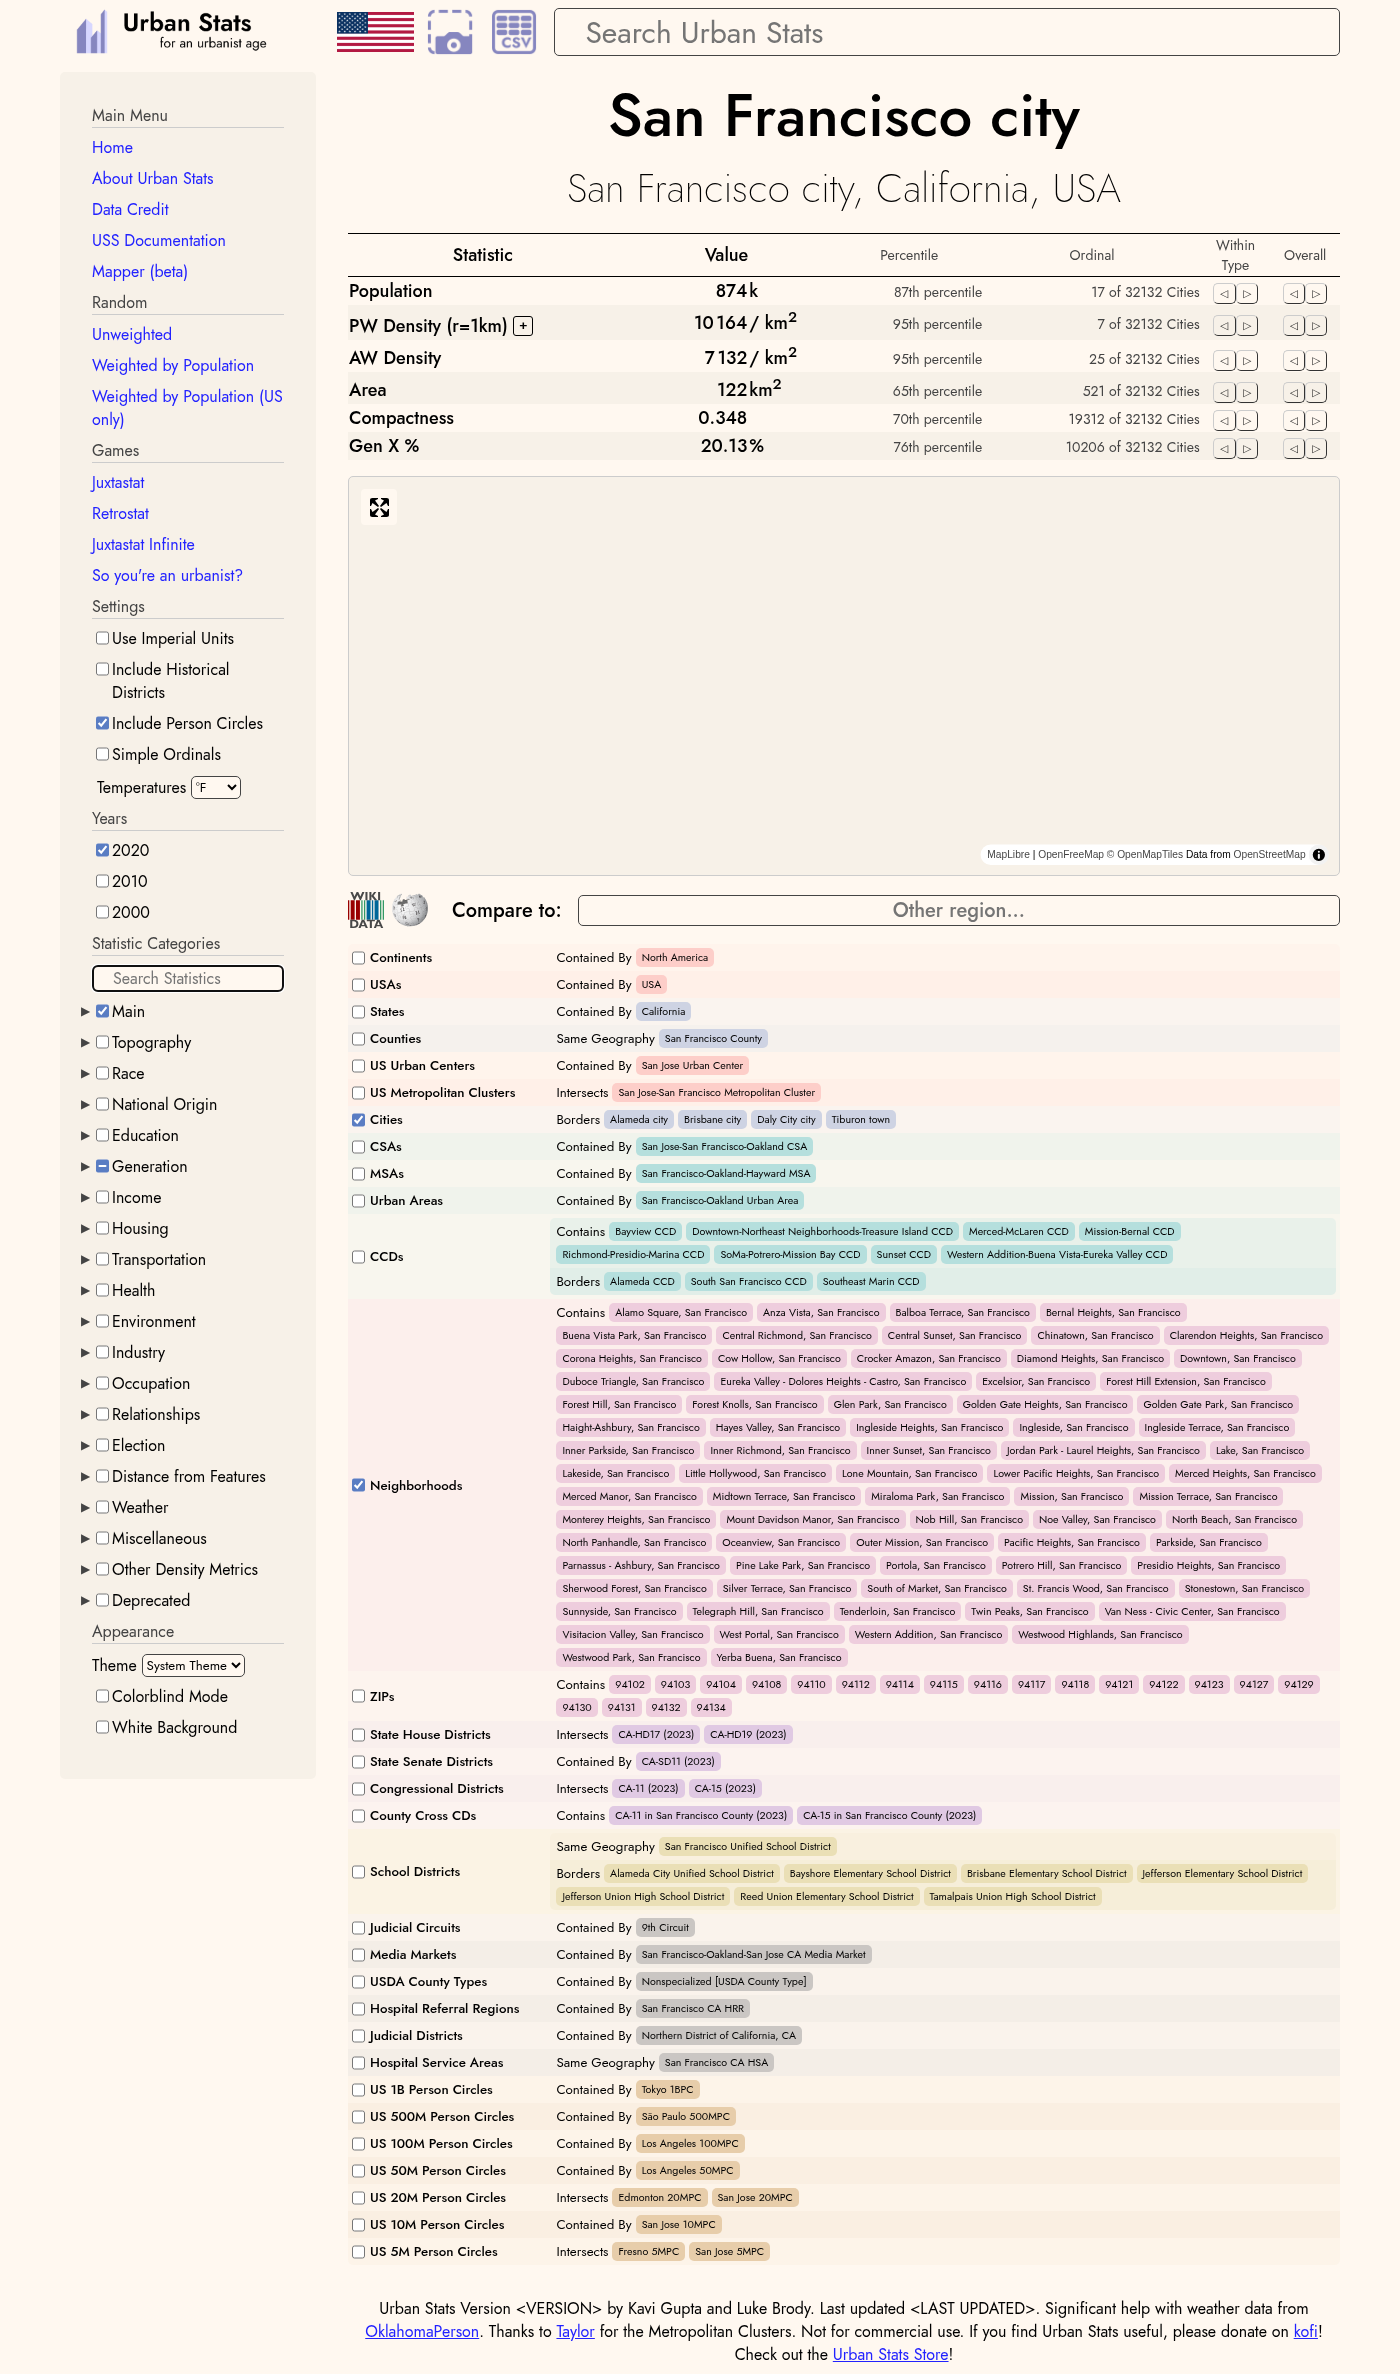 Urban Stats
for an urbanist age
CSV
Search Urban Stats
Main Menu
Home
About Urban Stats
Data Credit
USS Documentation
Mapper (beta)
Random
Unweighted
Weighted by Population
Weighted by Population (US
only)
Games
Juxtastat
Retrostat
Juxtastat Infinite
So you're an urbanist?
Settings
Use Imperial Units
Include Historical
Districts
Include Person Circles
Simple Ordinals
Temperatures °F
Years
2020
2010
2000
Statistic Categories
Search Statistics
Main
Topography
Race
National Origin
Education
Generation
Income
Housing
Transportation
Health
Environment
Industry
Occupation
Relationships
Election
Distance from Features
Weather
Miscellaneous
Other Density Metrics
Deprecated
Appearance
Theme System Theme
Colorblind Mode
White Background
San Francisco city
San Francisco city, California, USA
Statistic Value Percentile Ordinal Within Type Overall
Population 874k 87th percentile 17 of 32132 Cities
PW Density (r=1km) + 10 164 / km² 95th percentile 7 of 32132 Cities
AW Density 7 132 / km² 95th percentile 25 of 32132 Cities
Area 122 km² 65th percentile 521 of 32132 Cities
Compactness 0.348 70th percentile 19312 of 32132 Cities
Gen X % 20.13% 76th percentile 10206 of 32132 Cities
MapLibre | OpenFreeMap © OpenMapTiles Data from OpenStreetMap
WIKI
DATA
Compare to: Other region...
Continents Contained By North America
USAs Contained By USA
States Contained By California
Counties Same Geography San Francisco County
US Urban Centers Contained By San Jose Urban Center
US Metropolitan Clusters Intersects San Jose-San Francisco Metropolitan Cluster
Cities Borders Alameda city Brisbane city Daly City city Tiburon town
CSAs Contained By San Jose-San Francisco-Oakland CSA
MSAs Contained By San Francisco-Oakland-Hayward MSA
Urban Areas Contained By San Francisco-Oakland Urban Area
CCDs
Contains Bayview CCD Downtown-Northeast Neighborhoods-Treasure Island CCD Merced-McLaren CCD Mission-Bernal CCD
Richmond-Presidio-Marina CCD SoMa-Potrero-Mission Bay CCD Sunset CCD Western Addition-Buena Vista-Eureka Valley CCD
Borders Alameda CCD South San Francisco CCD Southeast Marin CCD
Neighborhoods
Contains Alamo Square, San Francisco Anza Vista, San Francisco Balboa Terrace, San Francisco Bernal Heights, San Francisco
Buena Vista Park, San Francisco Central Richmond, San Francisco Central Sunset, San Francisco Chinatown, San Francisco Clarendon Heights, San Francisco
Corona Heights, San Francisco Cow Hollow, San Francisco Crocker Amazon, San Francisco Diamond Heights, San Francisco Downtown, San Francisco
Duboce Triangle, San Francisco Eureka Valley - Dolores Heights - Castro, San Francisco Excelsior, San Francisco Forest Hill Extension, San Francisco
Forest Hill, San Francisco Forest Knolls, San Francisco Glen Park, San Francisco Golden Gate Heights, San Francisco Golden Gate Park, San Francisco
Haight-Ashbury, San Francisco Hayes Valley, San Francisco Ingleside Heights, San Francisco Ingleside, San Francisco Ingleside Terrace, San Francisco
Inner Parkside, San Francisco Inner Richmond, San Francisco Inner Sunset, San Francisco Jordan Park - Laurel Heights, San Francisco Lake, San Francisco
Lakeside, San Francisco Little Hollywood, San Francisco Lone Mountain, San Francisco Lower Pacific Heights, San Francisco Merced Heights, San Francisco
Merced Manor, San Francisco Midtown Terrace, San Francisco Miraloma Park, San Francisco Mission, San Francisco Mission Terrace, San Francisco
Monterey Heights, San Francisco Mount Davidson Manor, San Francisco Nob Hill, San Francisco Noe Valley, San Francisco North Beach, San Francisco
North Panhandle, San Francisco Oceanview, San Francisco Outer Mission, San Francisco Pacific Heights, San Francisco Parkside, San Francisco
Parnassus - Ashbury, San Francisco Pine Lake Park, San Francisco Portola, San Francisco Potrero Hill, San Francisco Presidio Heights, San Francisco
Sherwood Forest, San Francisco Silver Terrace, San Francisco South of Market, San Francisco St. Francis Wood, San Francisco Stonestown, San Francisco
Sunnyside, San Francisco Telegraph Hill, San Francisco Tenderloin, San Francisco Twin Peaks, San Francisco Van Ness - Civic Center, San Francisco
Visitacion Valley, San Francisco West Portal, San Francisco Western Addition, San Francisco Westwood Highlands, San Francisco
Westwood Park, San Francisco Yerba Buena, San Francisco
ZIPs
Contains 94102 94103 94104 94108 94110 94112 94114 94115 94116 94117 94118 94121 94122 94123 94127 94129
94130 94131 94132 94134
State House Districts Intersects CA-HD17 (2023) CA-HD19 (2023)
State Senate Districts Contained By CA-SD11 (2023)
Congressional Districts Intersects CA-11 (2023) CA-15 (2023)
County Cross CDs Contains CA-11 in San Francisco County (2023) CA-15 in San Francisco County (2023)
School Districts
Same Geography San Francisco Unified School District
Borders Alameda City Unified School District Bayshore Elementary School District Brisbane Elementary School District Jefferson Elementary School District
Jefferson Union High School District Reed Union Elementary School District Tamalpais Union High School District
Judicial Circuits Contained By 9th Circuit
Media Markets Contained By San Francisco-Oakland-San Jose CA Media Market
USDA County Types Contained By Nonspecialized [USDA County Type]
Hospital Referral Regions Contained By San Francisco CA HRR
Judicial Districts Contained By Northern District of California, CA
Hospital Service Areas Same Geography San Francisco CA HSA
US 1B Person Circles Contained By Tokyo 1BPC
US 500M Person Circles Contained By São Paulo 500MPC
US 100M Person Circles Contained By Los Angeles 100MPC
US 50M Person Circles Contained By Los Angeles 50MPC
US 20M Person Circles Intersects Edmonton 20MPC San Jose 20MPC
US 10M Person Circles Contained By San Jose 10MPC
US 5M Person Circles Intersects Fresno 5MPC San Jose 5MPC
Urban Stats Version <VERSION> by Kavi Gupta and Luke Brody. Last updated <LAST UPDATED>. Significant help with weather data from
OklahomaPerson. Thanks to Taylor for the Metropolitan Clusters. Not for commercial use. If you find Urban Stats useful, please donate on kofi!
Check out the Urban Stats Store!